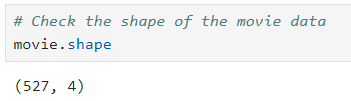 # Check the shape of the movie data
movie.shape
(527, 4)